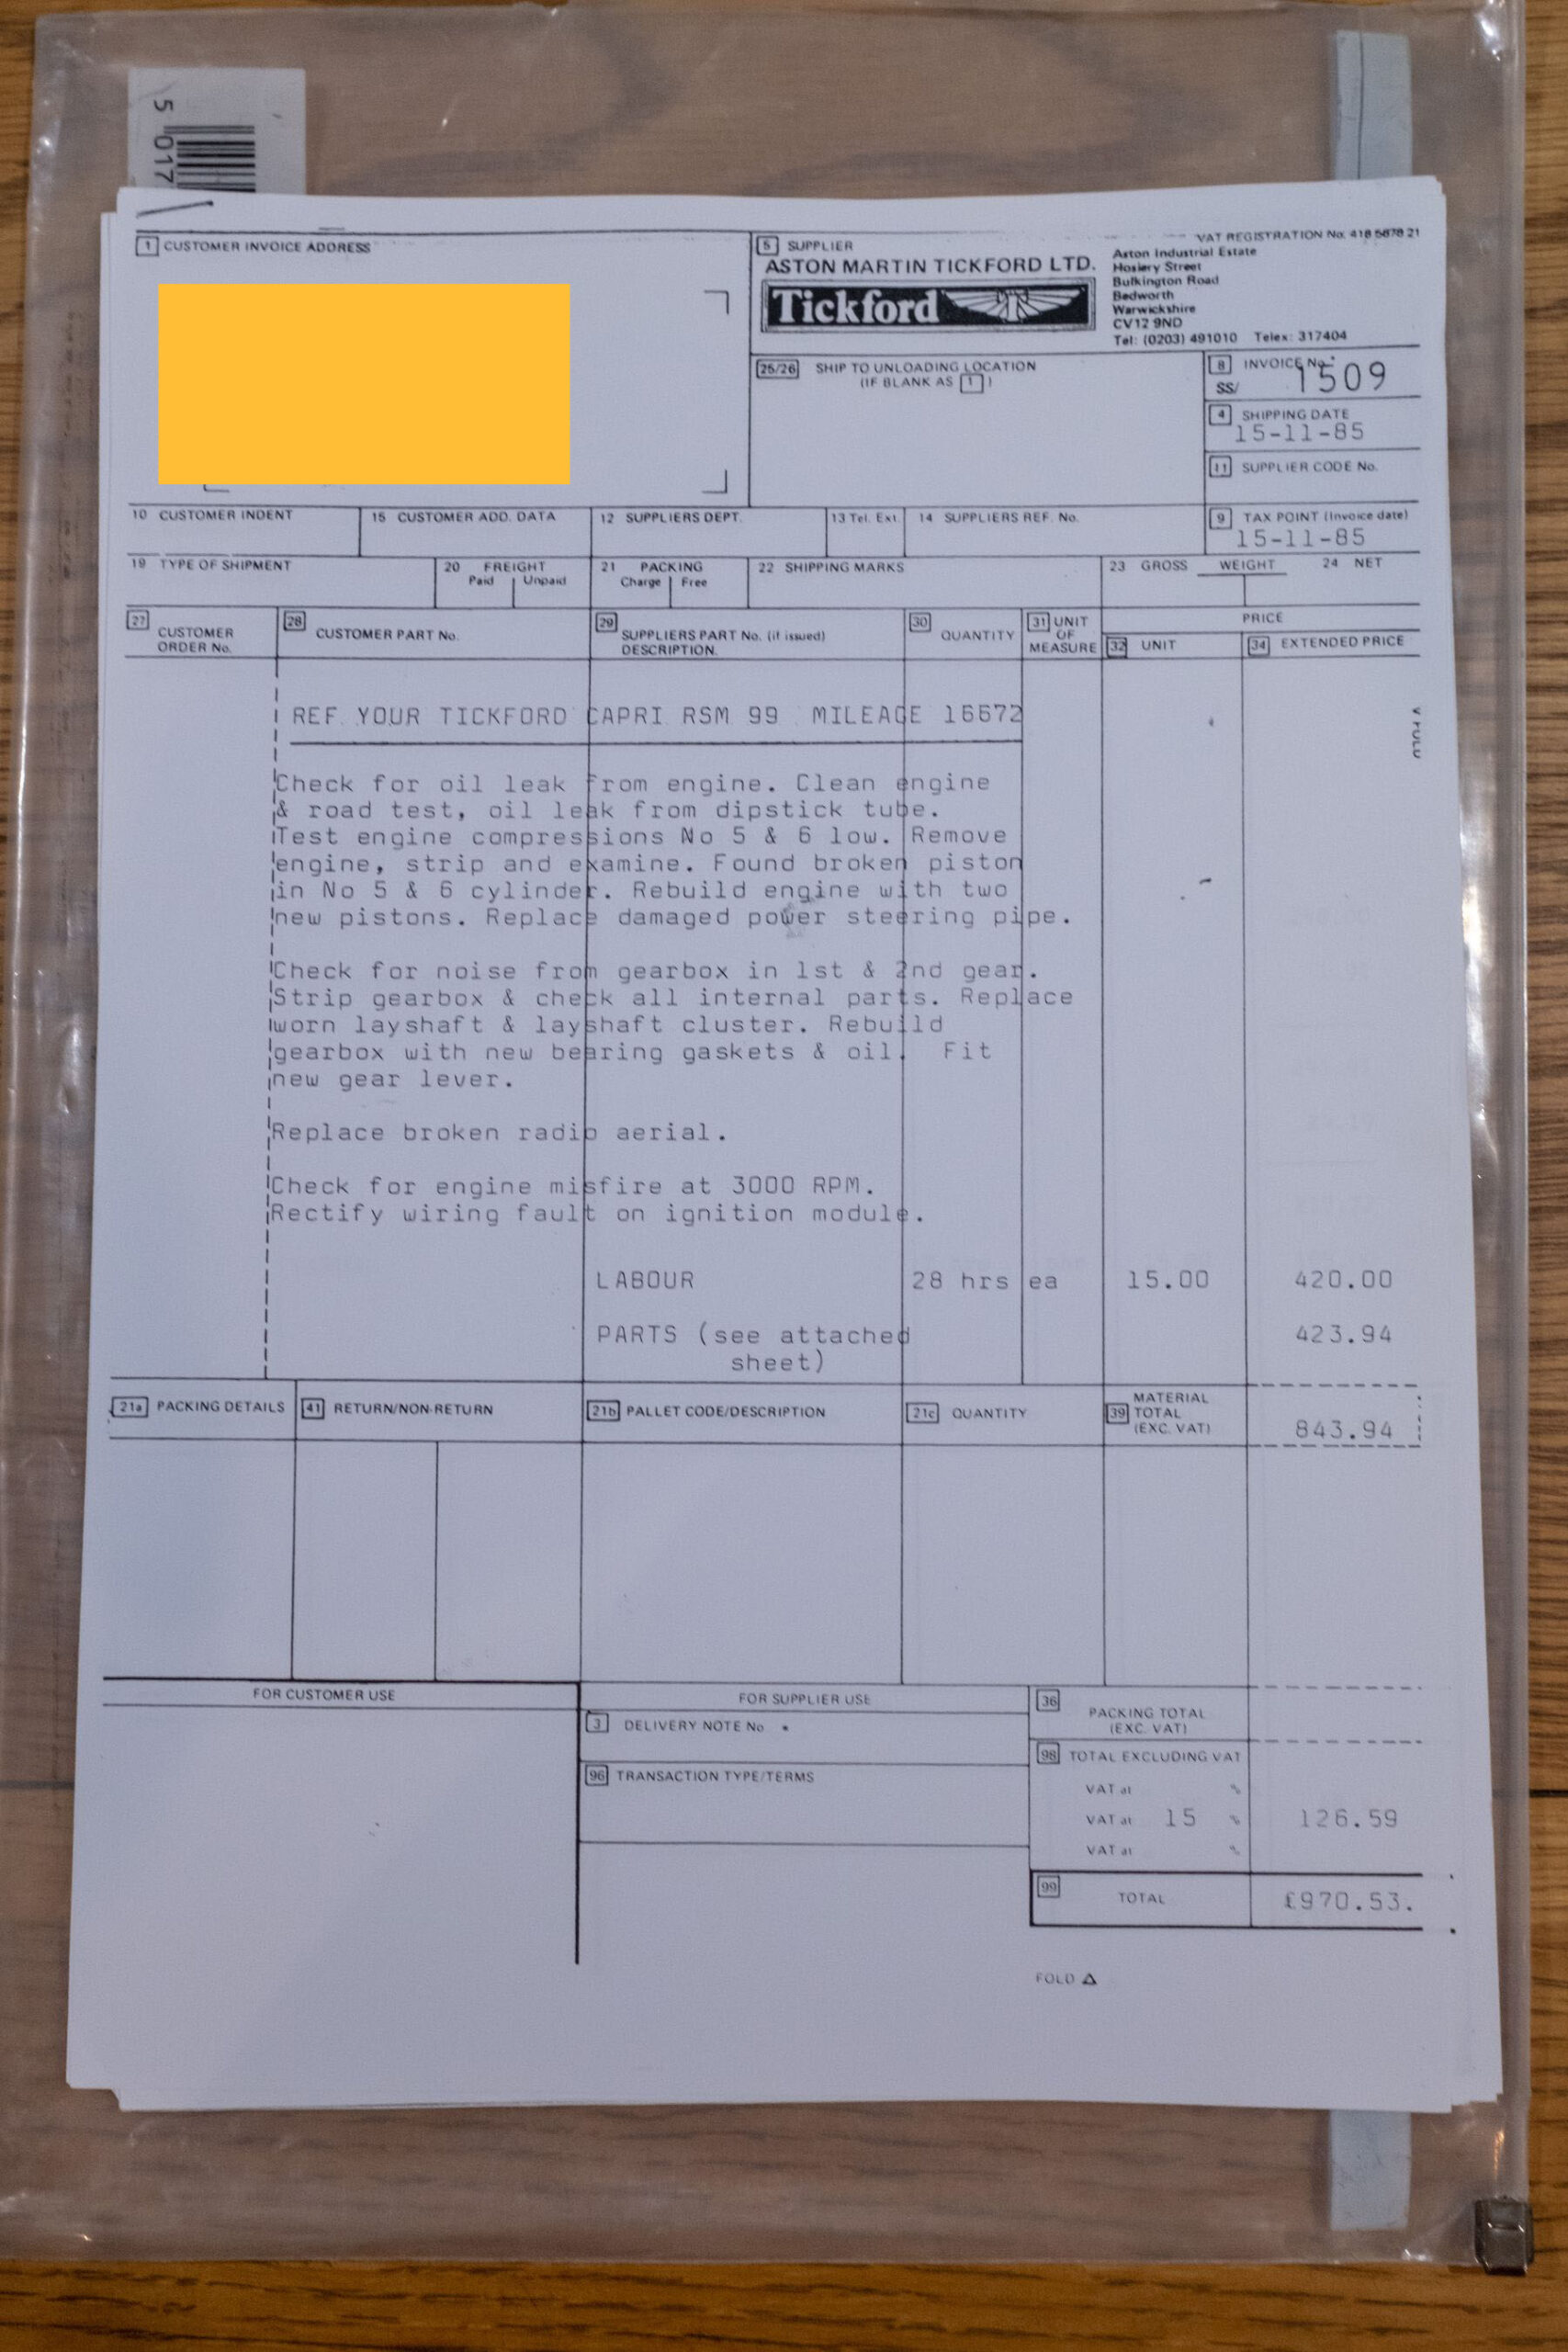 5 017
1 CUSTOMER INVOICE ADDRESS
VAT REGISTRATION No. 418 5878 21
5 SUPPLIER
ASTON MARTIN TICKFORD LTD.
Tickford
Aston Industrial Estate
Hosiery Street
Bulkington Road
Bedworth
Warwickshire
CV12 9ND
Tel: (0203) 491010 Telex: 317404
25/26 SHIP TO UNLOADING LOCATION
(IF BLANK AS 1 )
8 INVOICE No.
SS/ 1509
4 SHIPPING DATE
15-11-85
11 SUPPLIER CODE No.
10 CUSTOMER INDENT
15 CUSTOMER ADD. DATA
12 SUPPLIERS DEPT.
13 Tel. Ext.
14 SUPPLIERS REF. No.
9 TAX POINT (Invoice date)
15-11-85
19 TYPE OF SHIPMENT
20 FREIGHT
Paid Unpaid
21 PACKING
Charge Free
22 SHIPPING MARKS
23 GROSS WEIGHT 24 NET
27 CUSTOMER
ORDER No.
28 CUSTOMER PART No.
29 SUPPLIERS PART No. (if issued)
DESCRIPTION.
30 QUANTITY
31 UNIT
OF
MEASURE
PRICE
32 UNIT
34 EXTENDED PRICE
REF. YOUR TICKFORD CAPRI RSM 99 MILEAGE 16672
V FOLD
Check for oil leak from engine. Clean engine
& road test, oil leak from dipstick tube.
Test engine compressions No 5 & 6 low. Remove
engine, strip and examine. Found broken piston
in No 5 & 6 cylinder. Rebuild engine with two
new pistons. Replace damaged power steering pipe.
Check for noise from gearbox in 1st & 2nd gear.
Strip gearbox & check all internal parts. Replace
worn layshaft & layshaft cluster. Rebuild
gearbox with new bearing gaskets & oil. Fit
new gear lever.
Replace broken radio aerial.
Check for engine misfire at 3000 RPM.
Rectify wiring fault on ignition module.
LABOUR 28 hrs ea 15.00 420.00
PARTS (see attached 423.94
sheet)
21a PACKING DETAILS
41 RETURN/NON-RETURN
21b PALLET CODE/DESCRIPTION
21c QUANTITY
39 MATERIAL
TOTAL
(EXC. VAT)
843.94
FOR CUSTOMER USE
FOR SUPPLIER USE
3 DELIVERY NOTE No
96 TRANSACTION TYPE/TERMS
36 PACKING TOTAL
(EXC. VAT)
98 TOTAL EXCLUDING VAT
VAT at %
VAT at 15 % 126.59
VAT at %
99 TOTAL £970.53.
FOLD Δ